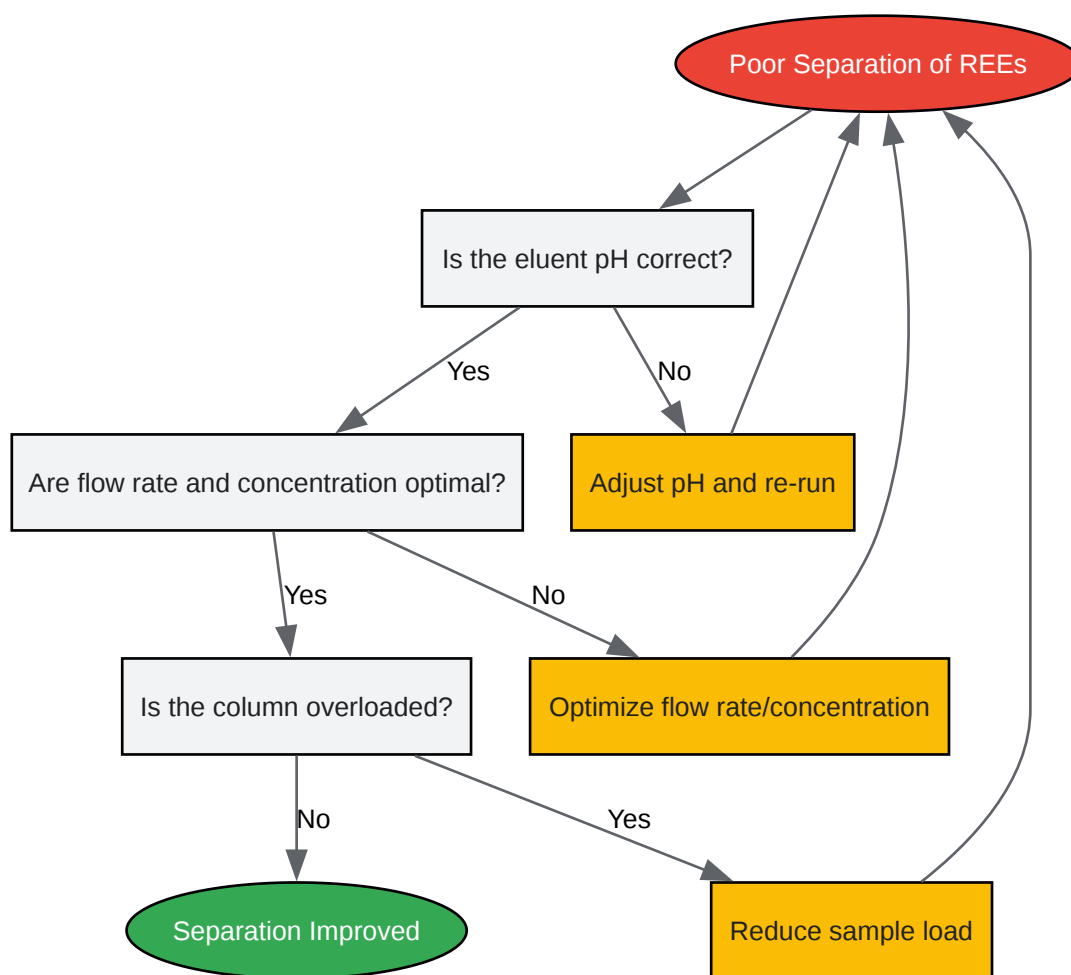 Poor Separation of REEs
Is the eluent pH correct?
Yes
No
Are flow rate and concentration optimal?
Adjust pH and re-run
Yes
No
Is the column overloaded?
Optimize flow rate/concentration
No
Yes
Separation Improved
Reduce sample load